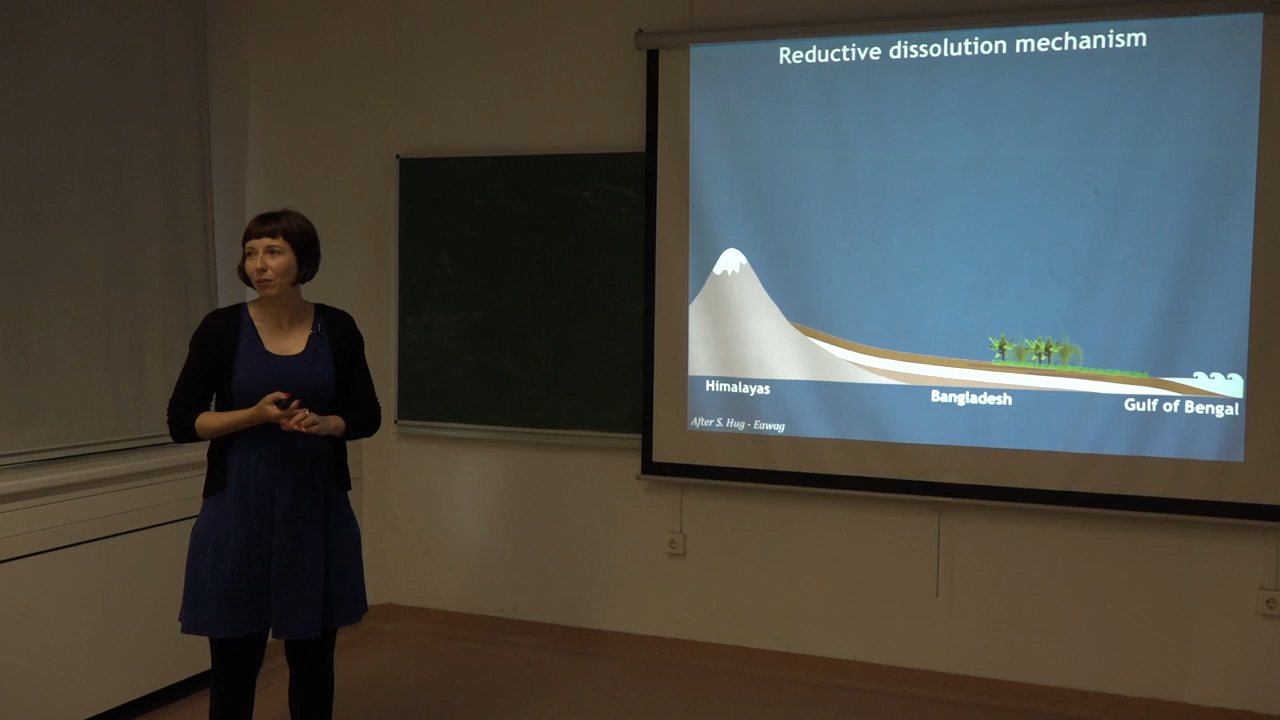 Reductive dissolution mechanism
Himalayas
Bangladesh
Gulf of Bengal
After S. Hug - Eawag